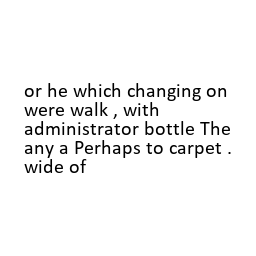 or he which changing on
were walk , with
administrator bottle The
any a Perhaps to carpet .
wide of